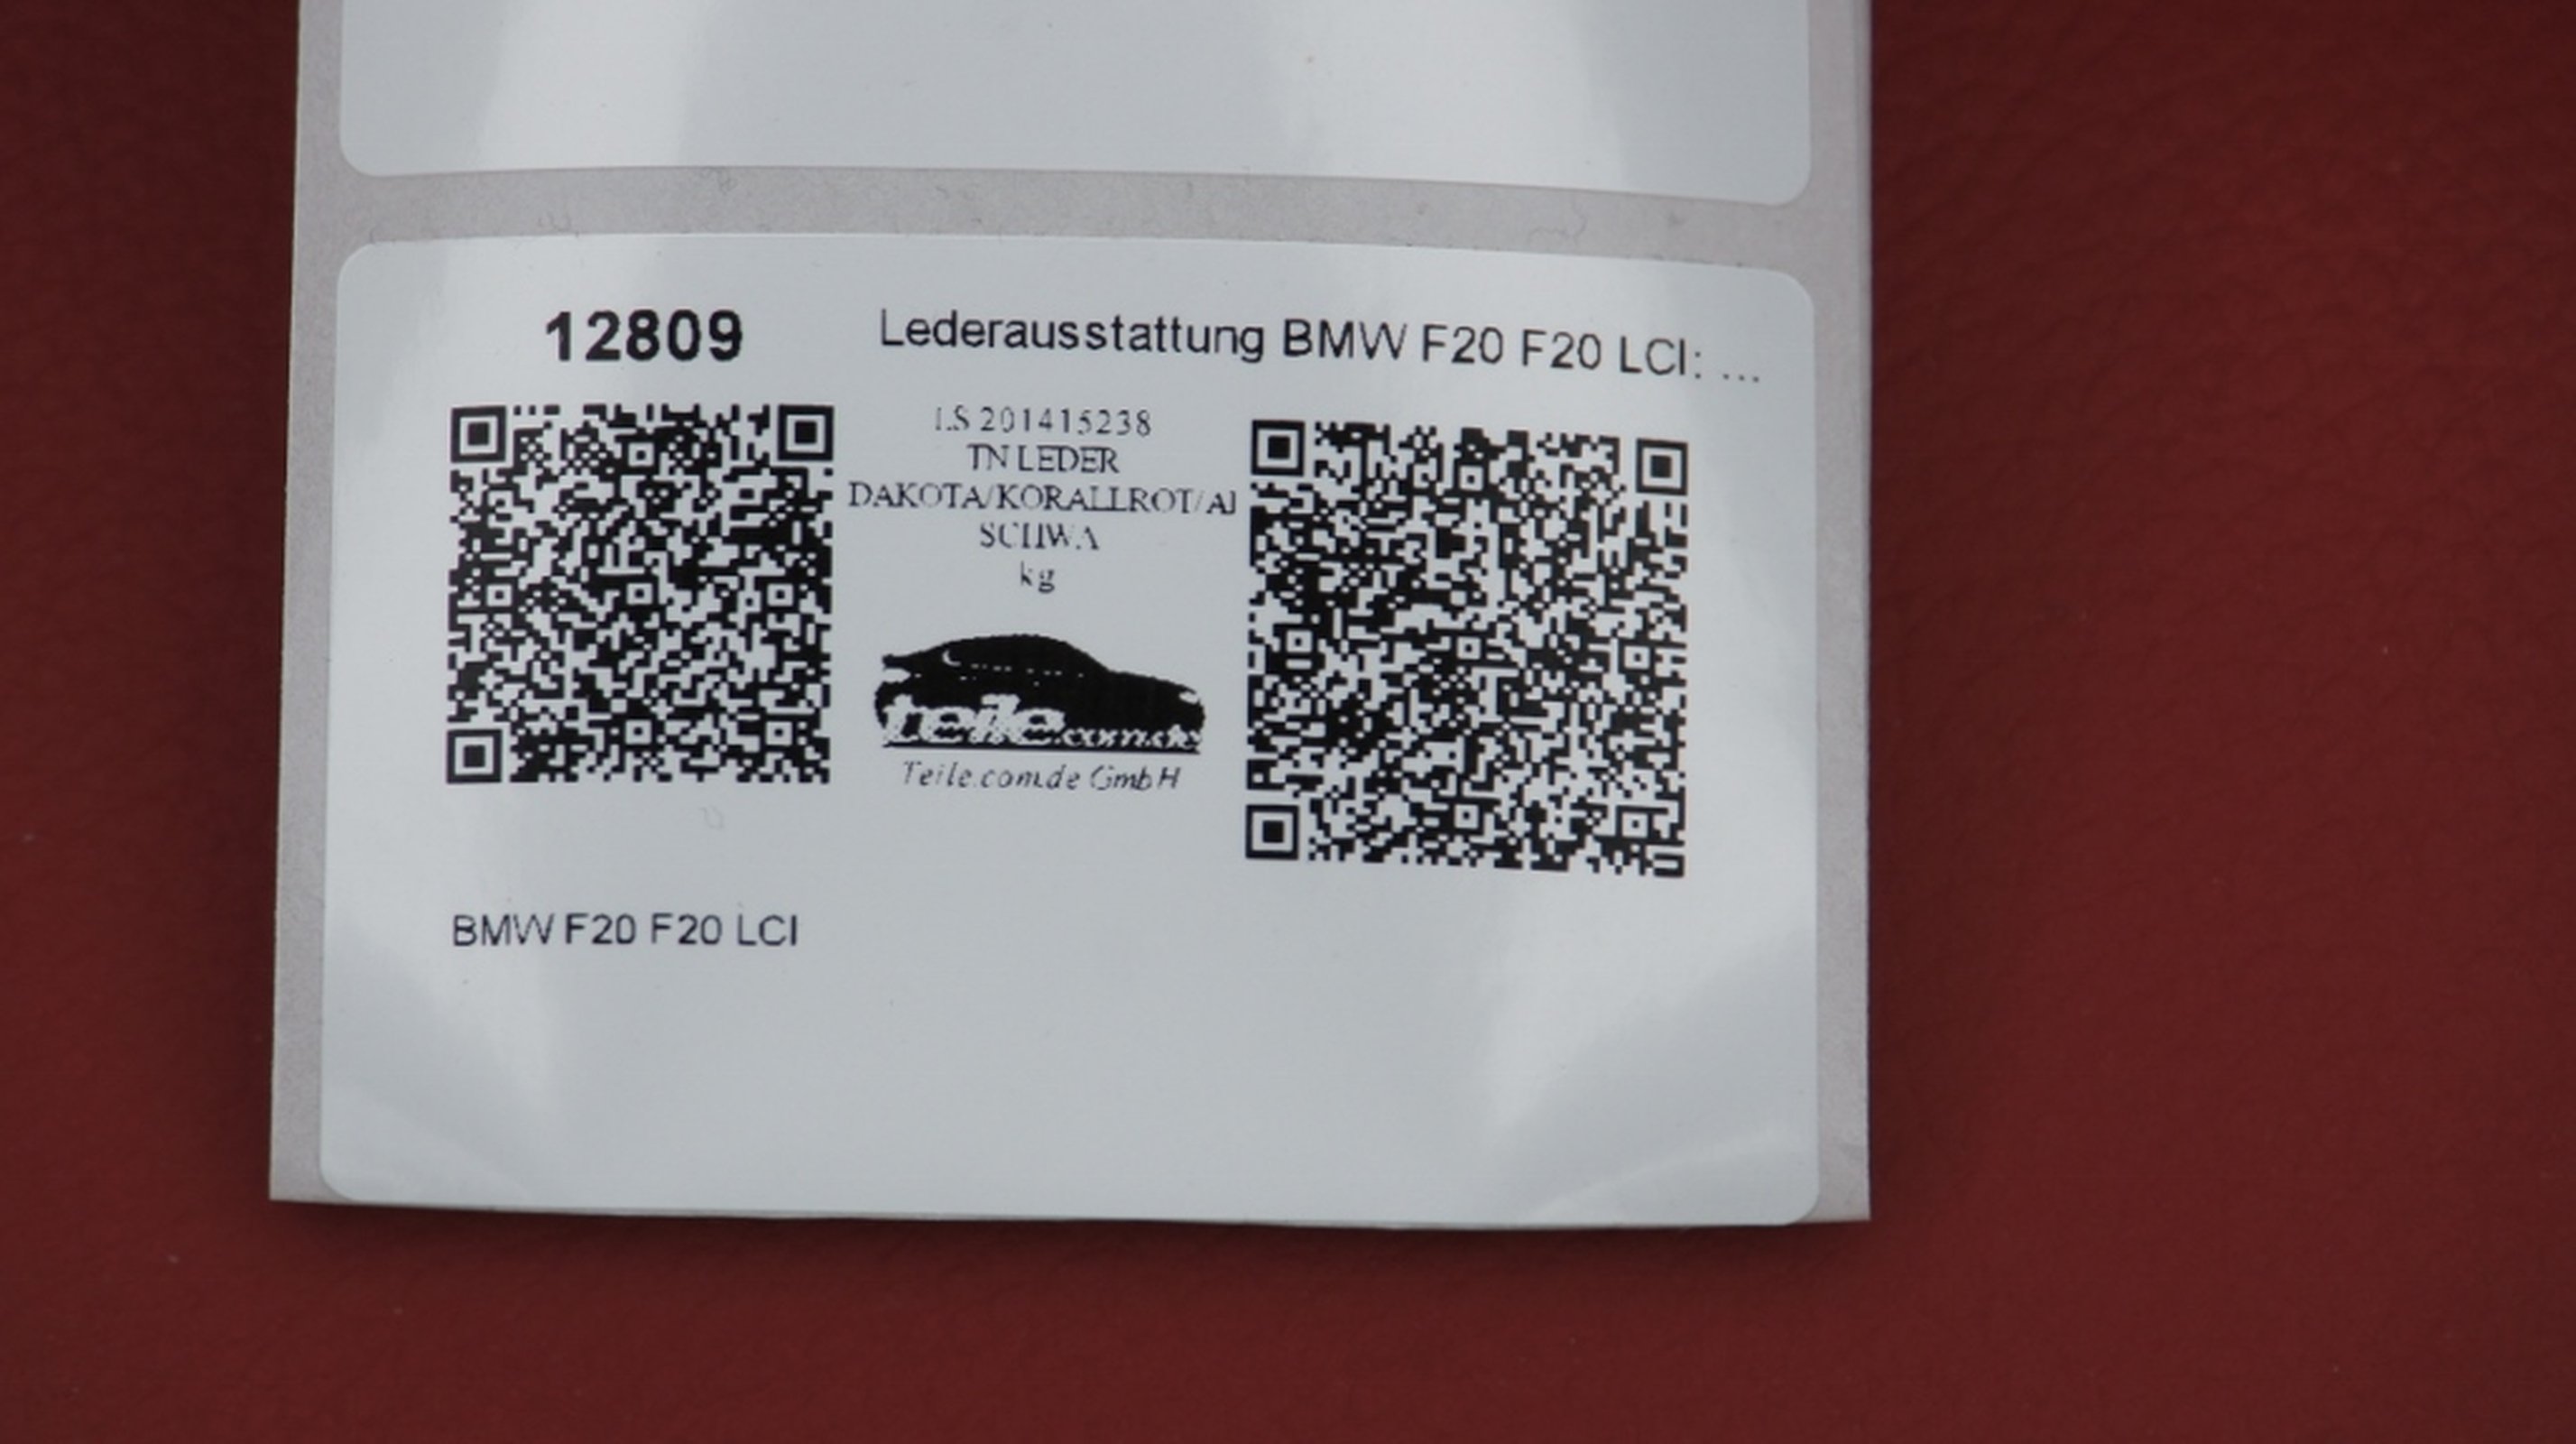 12809
Lederausstattung BMW F20 F20 LCI: ...
LS 201415238
TN LEDER
DAKOTA/KORALLROT/AI
SCHWA
kg
teile.com.de
Teile.com.de GmbH
BMW F20 F20 LCI